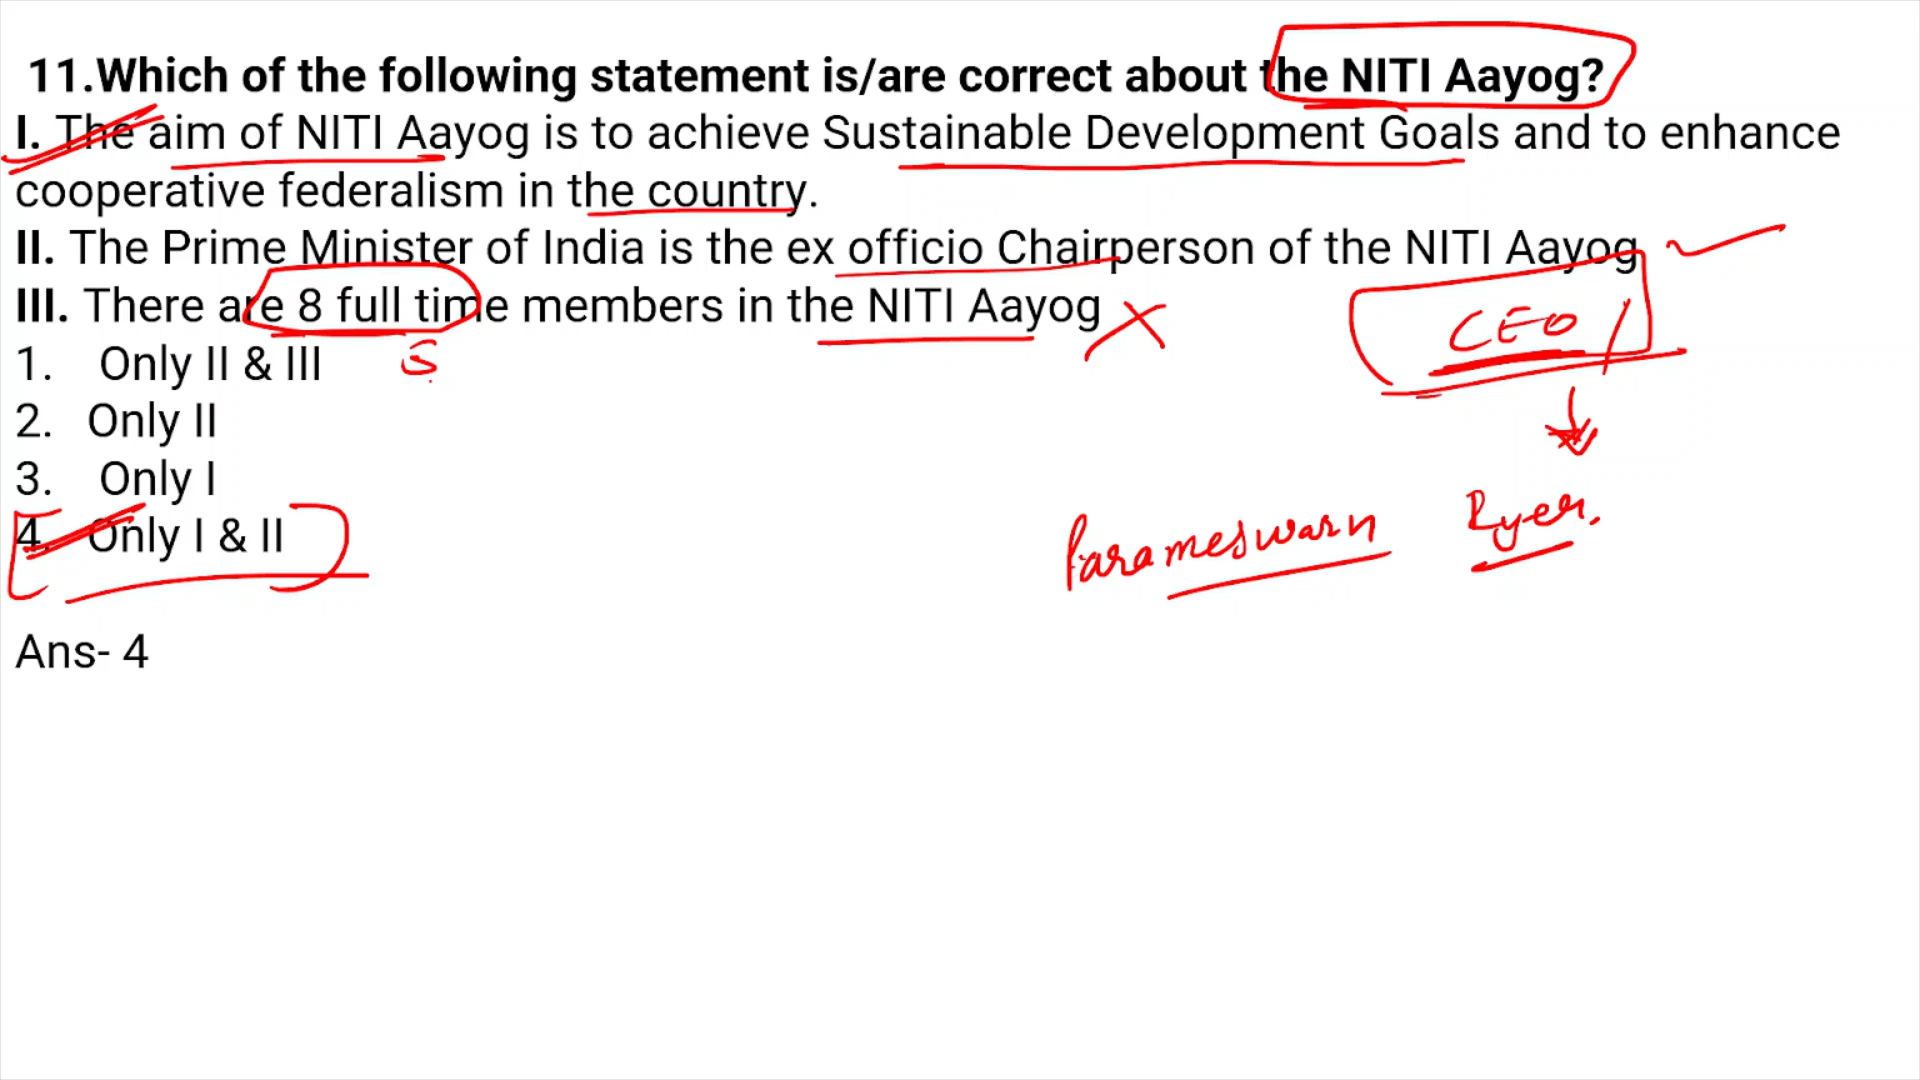 11.Which of the following statement is/are correct about the NITI Aayog?
I. The aim of NITI Aayog is to achieve Sustainable Development Goals and to enhance
cooperative federalism in the country.
II. The Prime Minister of India is the ex officio Chairperson of the NITI Aayog
III. There are 8 full time members in the NITI Aayog
CEO
1. Only II & III
5
2. Only II
3. Only I
Parameswarn Iyer.
4. Only I & II
Ans- 4